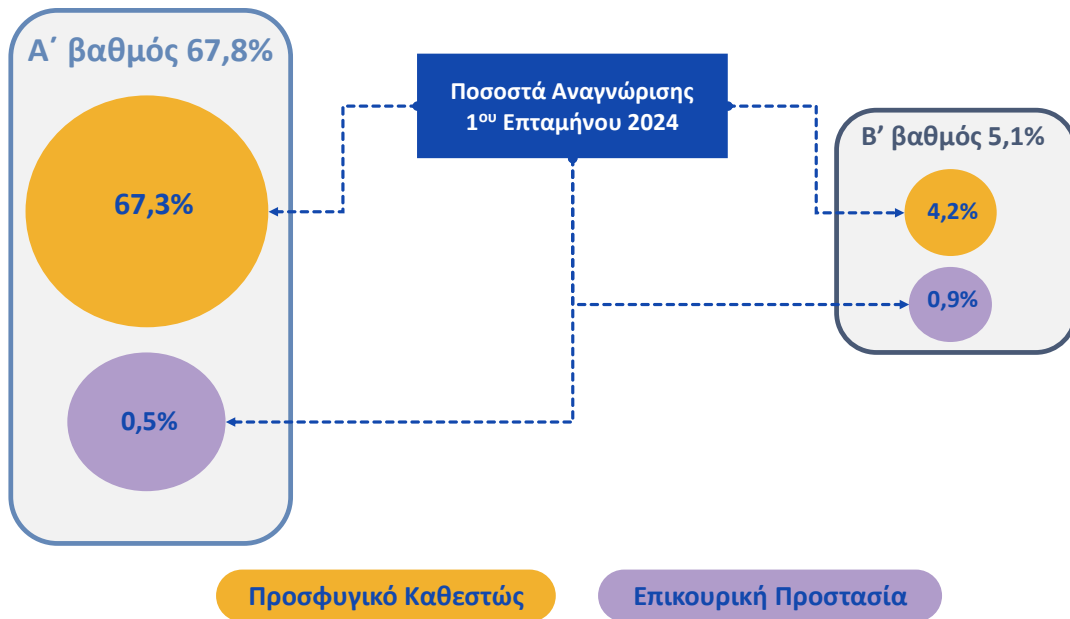 Α΄ βαθμός 67,8%
67,3%
0,5%
Ποσοστά Αναγνώρισης
1ου Επταμήνου 2024
Β’ βαθμός 5,1%
4,2%
0,9%
Προσφυγικό Καθεστώς
Επικουρική Προστασία